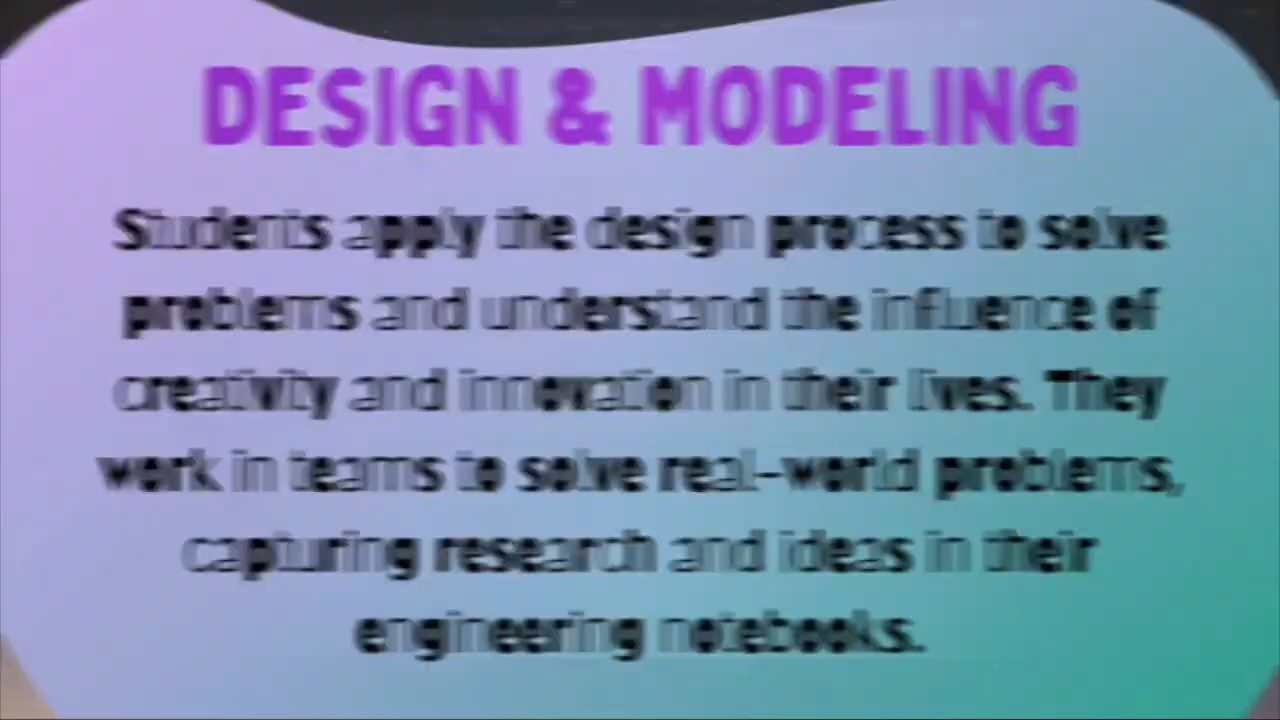 DESIGN & MODELING
Students apply the design process to solve
problems and understand the influence of
creativity and innovation in their lives. They
work in teams to solve real-world problems,
capturing research and ideas in their
engineering notebooks.